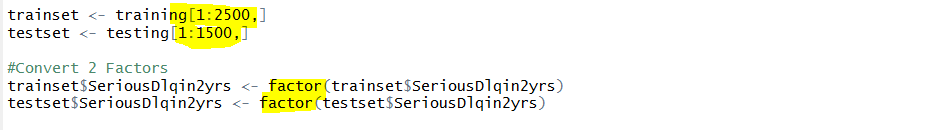 trainset <- training[1:2500,]
testset <- testing[1:1500,]
#Convert 2 Factors
trainset$SeriousDlqin2yrs <- factor(trainset$SeriousDlqin2yrs)
testset$SeriousDlqin2yrs <- factor(testset$SeriousDlqin2yrs)